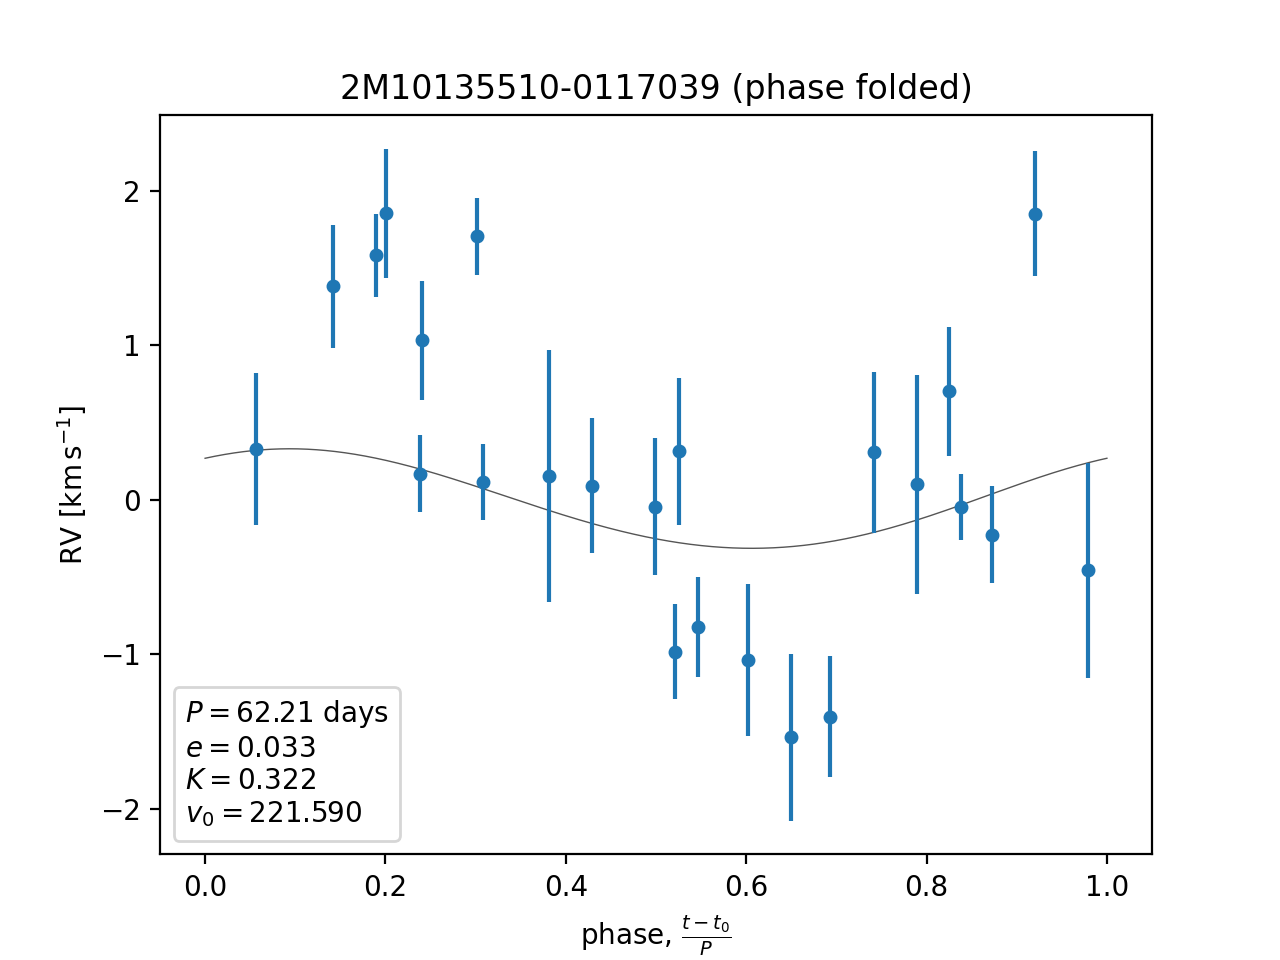 2M10135510-0117039 (phase folded)
RV [km s⁻¹]
2
1
0
−1
−2
P = 62.21 days
e = 0.033
K = 0.322
v₀ = 221.590
0.0 0.2 0.4 0.6 0.8 1.0
phase, (t − t₀)/P